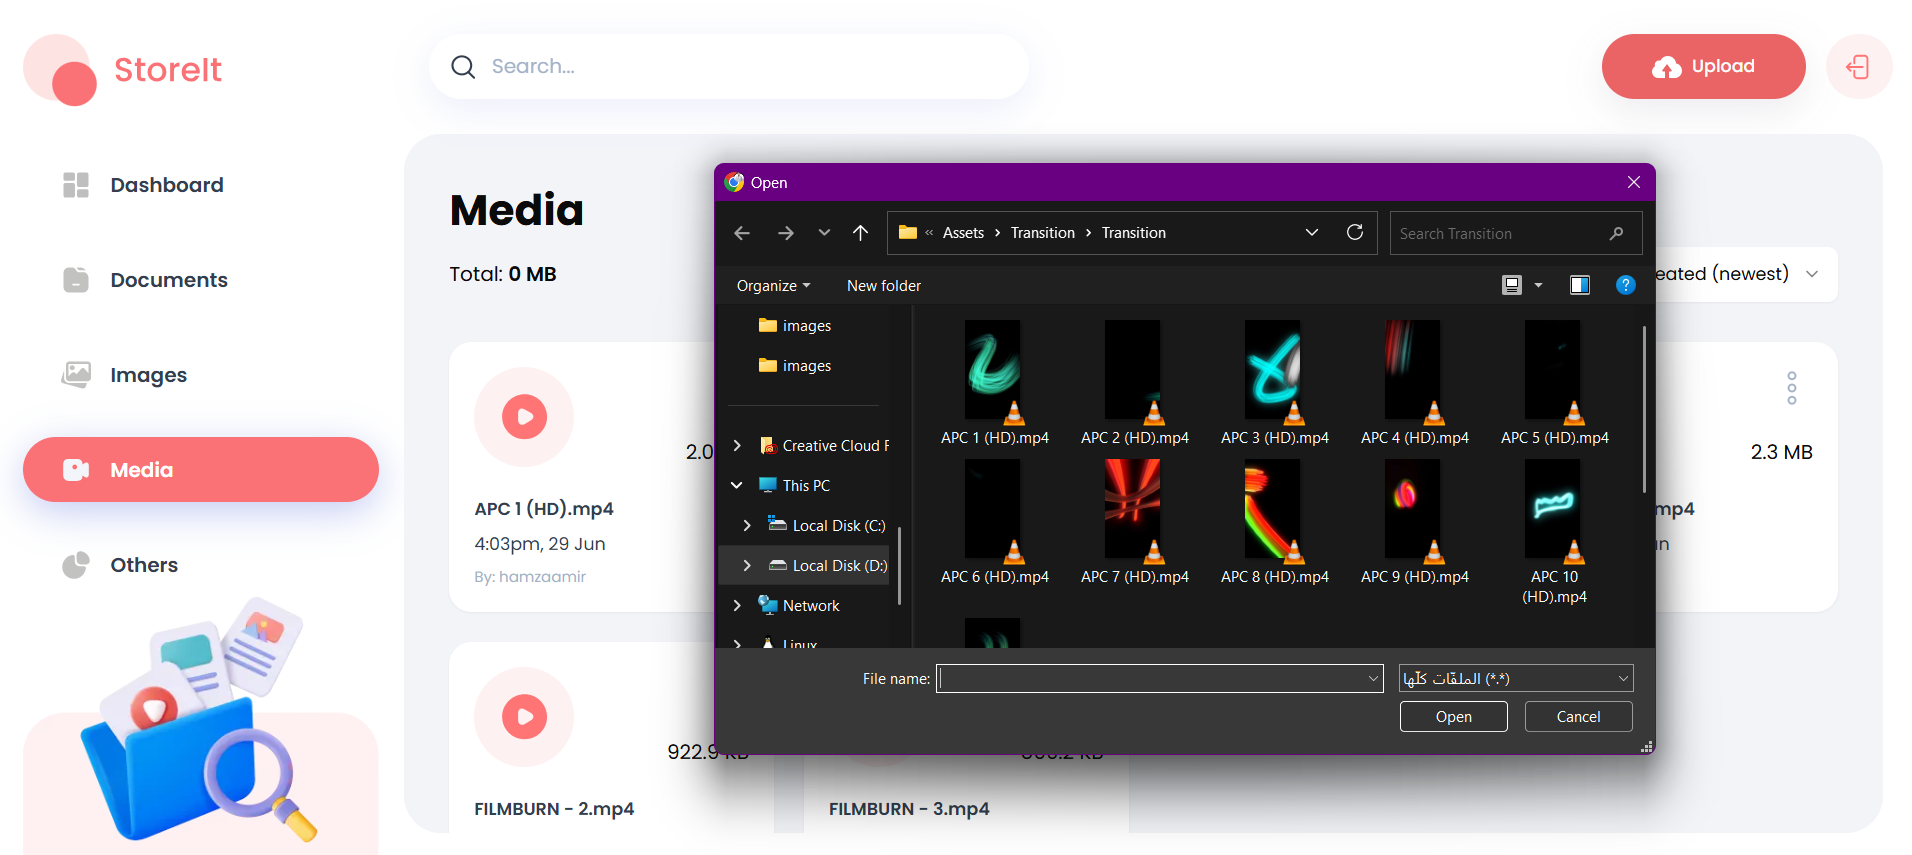 StoreIt
Search...
Upload
Dashboard
Documents
Images
Media
Others
Media
Total: 0 MB
eated (newest)
2.0
APC 1 (HD).mp4
4:03pm, 29 Jun
By: hamzaamir
2.3 MB
mp4
922.9 KB
FILMBURN - 2.mp4
FILMBURN - 3.mp4
Open
« Assets › Transition › Transition
Search Transition
Organize
New folder
images
images
Creative Cloud F
This PC
Local Disk (C:)
Local Disk (D:)
Network
Linux
APC 1 (HD).mp4
APC 2 (HD).mp4
APC 3 (HD).mp4
APC 4 (HD).mp4
APC 5 (HD).mp4
APC 6 (HD).mp4
APC 7 (HD).mp4
APC 8 (HD).mp4
APC 9 (HD).mp4
APC 10
(HD).mp4
File name:
الملفّات كلّها (*.*)
Open
Cancel